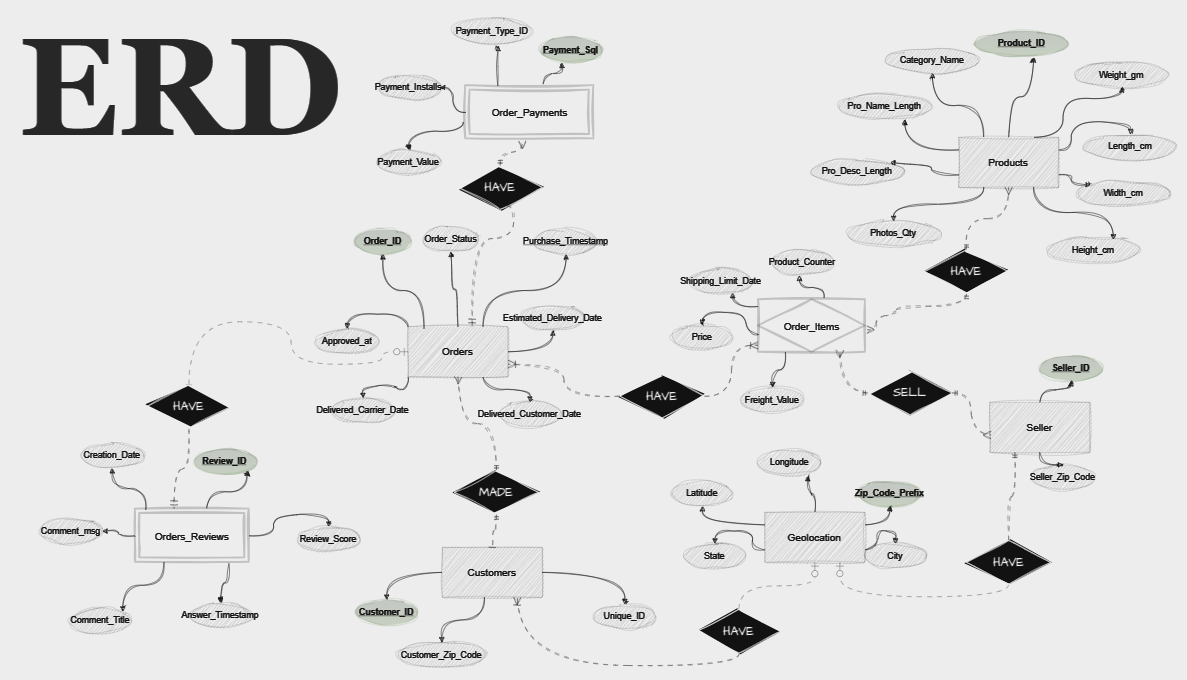 ERD
Payment_Type_ID
Payment_Sql
Payment_Installs
Order_Payments
Payment_Value
HAVE
Product_ID
Category_Name
Weight_gm
Pro_Name_Length
Length_cm
Products
Pro_Desc_Length
Width_cm
Photos_Qty
Height_cm
HAVE
Order_ID
Order_Status
Purchase_Timestamp
Estimated_Delivery_Date
Approved_at
Orders
Delivered_Carrier_Date
Delivered_Customer_Date
Product_Counter
Shipping_Limit_Date
Order_Items
Price
Freight_Value
HAVE
HAVE
SELL
Seller_ID
Seller
Seller_Zip_Code
Creation_Date
Review_ID
Comment_msg
Orders_Reviews
Review_Score
Comment_Title
Answer_Timestamp
MADE
Customers
Customer_ID
Unique_ID
Customer_Zip_Code
Longitude
Latitude
Zip_Code_Prefix
Geolocation
State
City
HAVE
HAVE